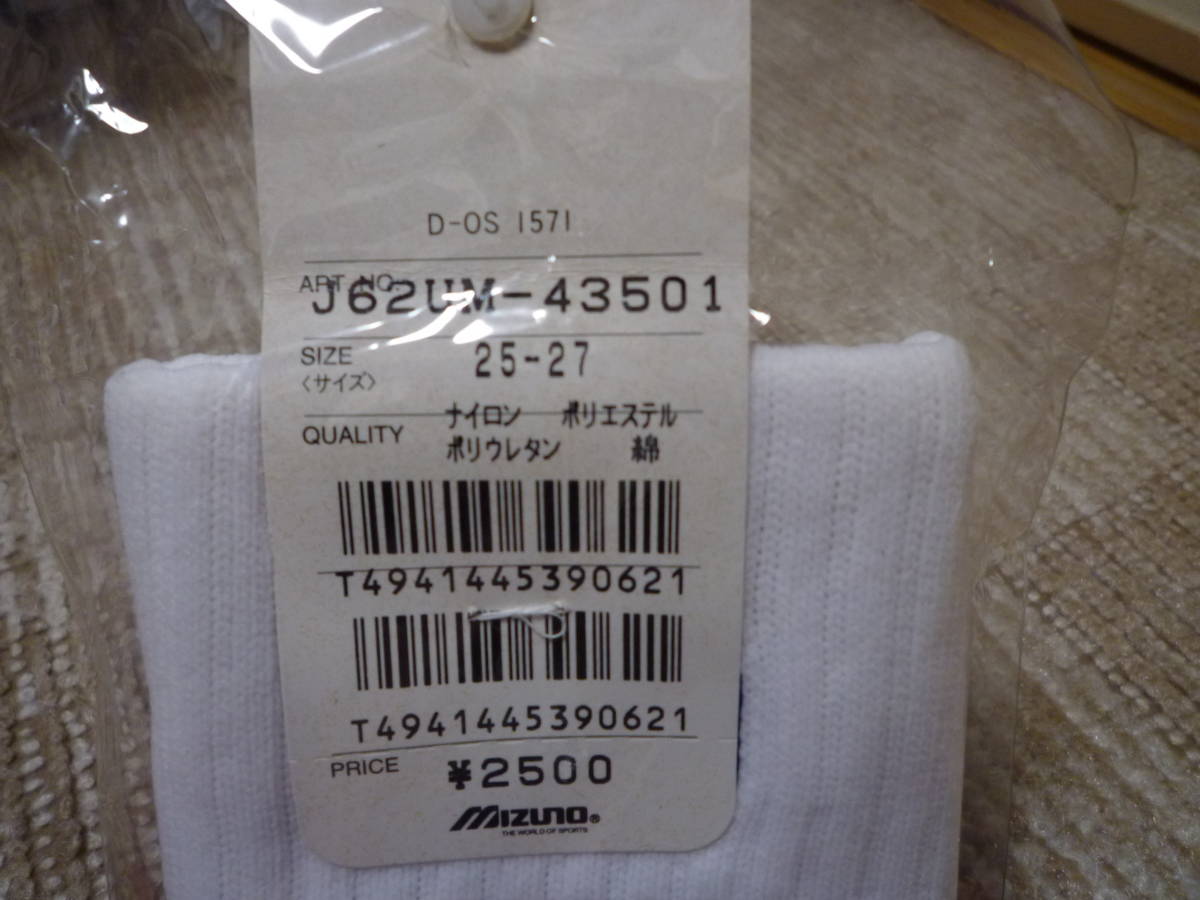 D-OS 1571
ART NO.
J62UM-43501
SIZE 25-27
〈サイズ〉
QUALITY ナイロン ポリエステル
ポリウレタン 綿
T4941445390621
T4941445390621
PRICE ¥2500
MIZUNO®
THE WORLD OF SPORTS